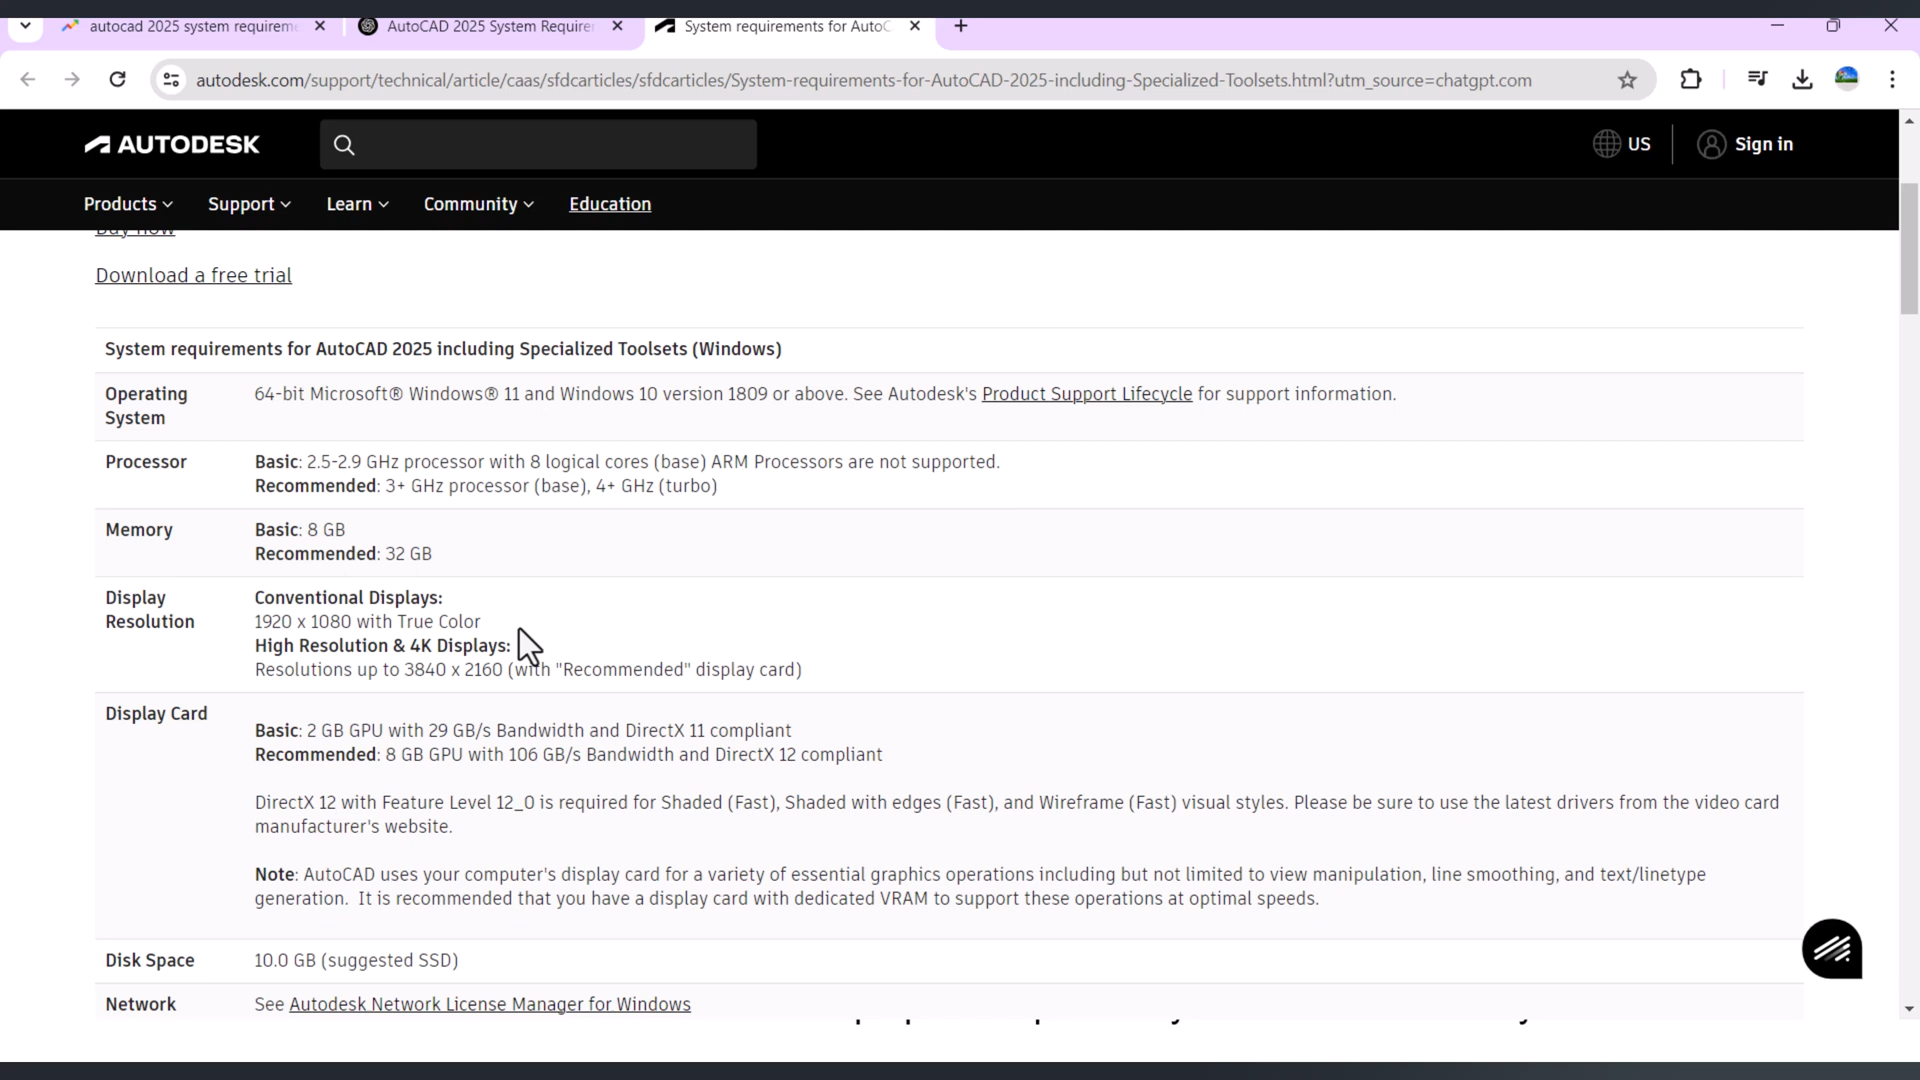 autocad 2025 system requirem
AutoCAD 2025 System Require
System requirements for AutoC
autodesk.com/support/technical/article/caas/sfdcarticles/sfdcarticles/System-requirements-for-AutoCAD-2025-including-Specialized-Toolsets.html?utm_source=chatgpt.com
AUTODESK
US
Sign in
Products
Support
Learn
Community
Education
Buy now
Download a free trial
System requirements for AutoCAD 2025 including Specialized Toolsets (Windows)
Operating System
64-bit Microsoft® Windows® 11 and Windows 10 version 1809 or above. See Autodesk's Product Support Lifecycle for support information.
Processor
Basic: 2.5-2.9 GHz processor with 8 logical cores (base) ARM Processors are not supported.
Recommended: 3+ GHz processor (base), 4+ GHz (turbo)
Memory
Basic: 8 GB
Recommended: 32 GB
Display Resolution
Conventional Displays:
1920 x 1080 with True Color
High Resolution & 4K Displays:
Resolutions up to 3840 x 2160 (with "Recommended" display card)
Display Card
Basic: 2 GB GPU with 29 GB/s Bandwidth and DirectX 11 compliant
Recommended: 8 GB GPU with 106 GB/s Bandwidth and DirectX 12 compliant
DirectX 12 with Feature Level 12_0 is required for Shaded (Fast), Shaded with edges (Fast), and Wireframe (Fast) visual styles. Please be sure to use the latest drivers from the video card
manufacturer's website.
Note: AutoCAD uses your computer's display card for a variety of essential graphics operations including but not limited to view manipulation, line smoothing, and text/linetype
generation. It is recommended that you have a display card with dedicated VRAM to support these operations at optimal speeds.
Disk Space
10.0 GB (suggested SSD)
Network
See Autodesk Network License Manager for Windows